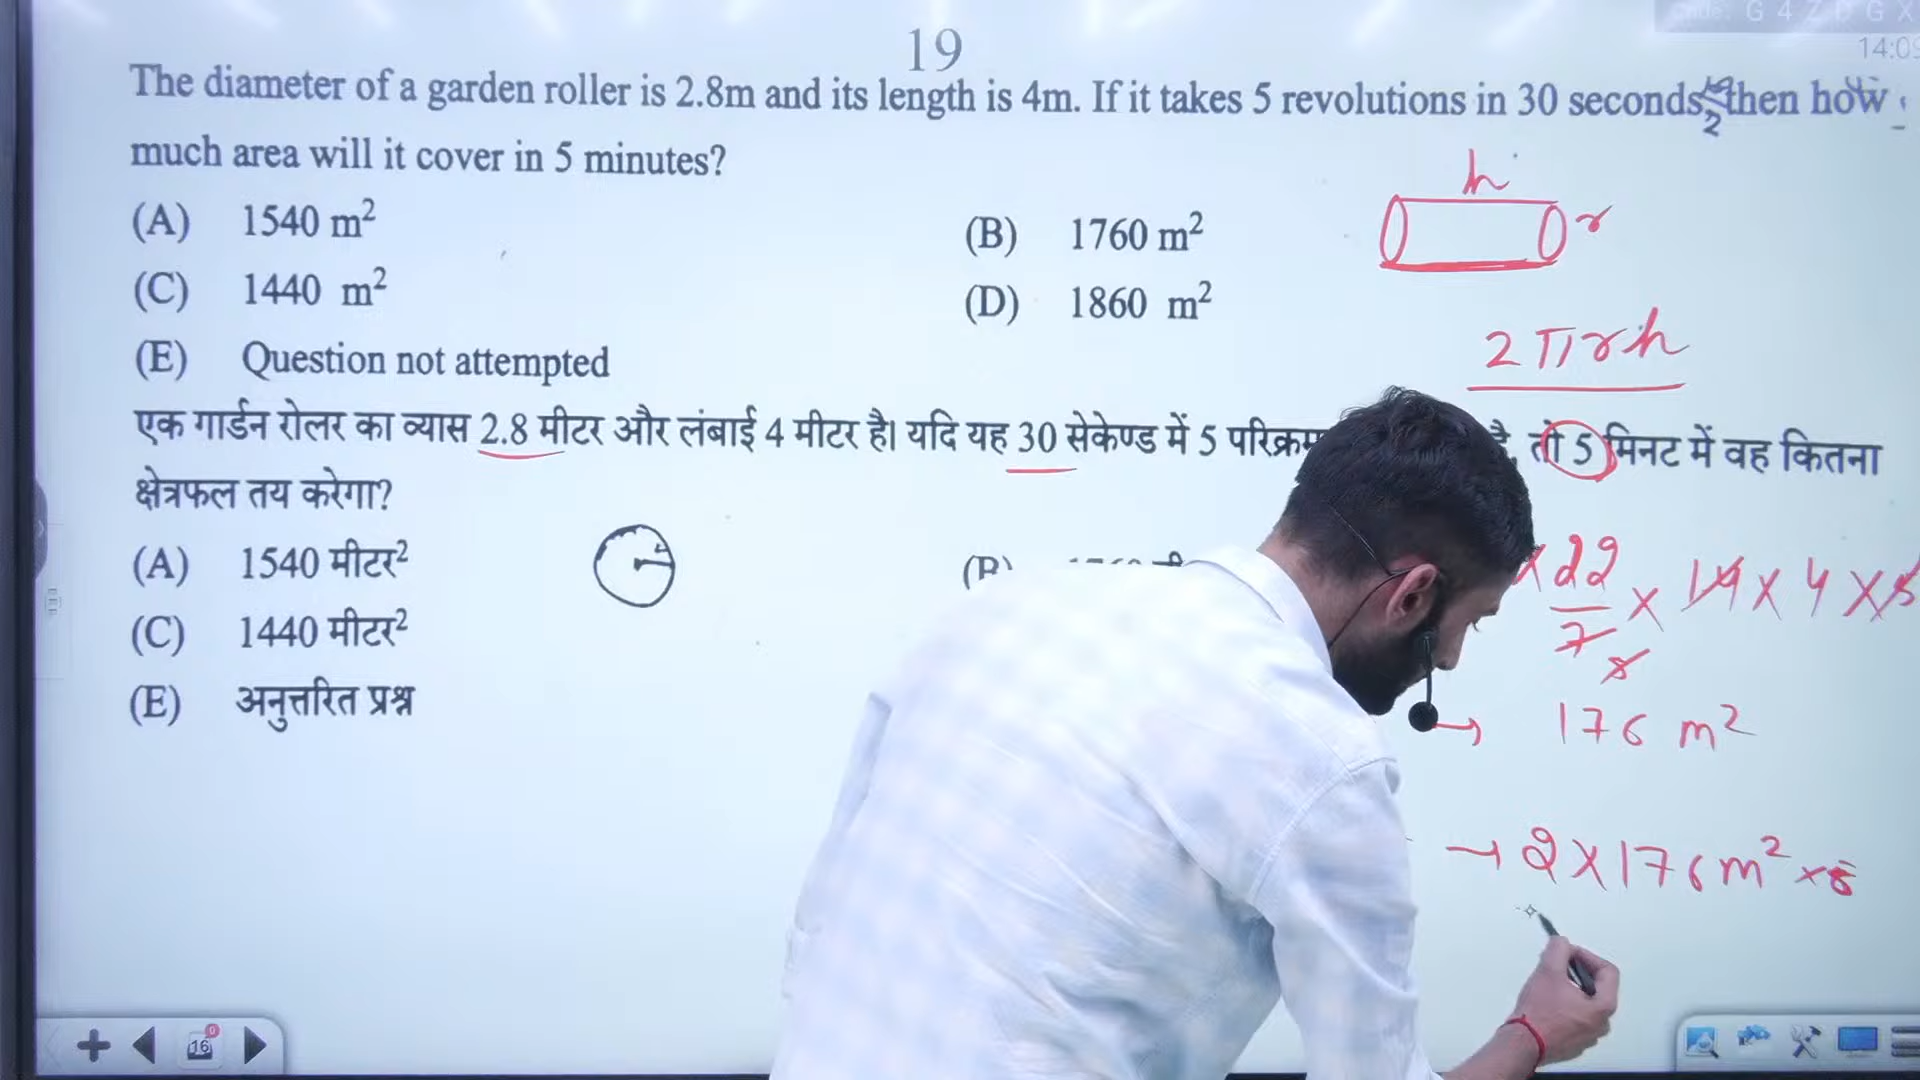 G 4 Z D G X
14:0
19
The diameter of a garden roller is 2.8m and its length is 4m. If it takes 5 revolutions in 30 seconds, then how
much area will it cover in 5 minutes?
(A) 1540 m²
(B) 1760 m²
(C) 1440 m²
(D) 1860 m²
(E) Question not attempted
h
r
2πrh
एक गार्डन रोलर का व्यास 2.8 मीटर और लंबाई 4 मीटर है। यदि यह 30 सेकेण्ड में 5 है, तो 5 मिनट में वह कितना
क्षेत्रफल तय करेगा?
(A) 1540 मीटर²
(B)
(C) 1440 मीटर²
(E) अनुत्तरित प्रश्न
× 22/7 × 14 × 4 × 5
→ 176 m²
→ 2 × 176 m² × 5
16